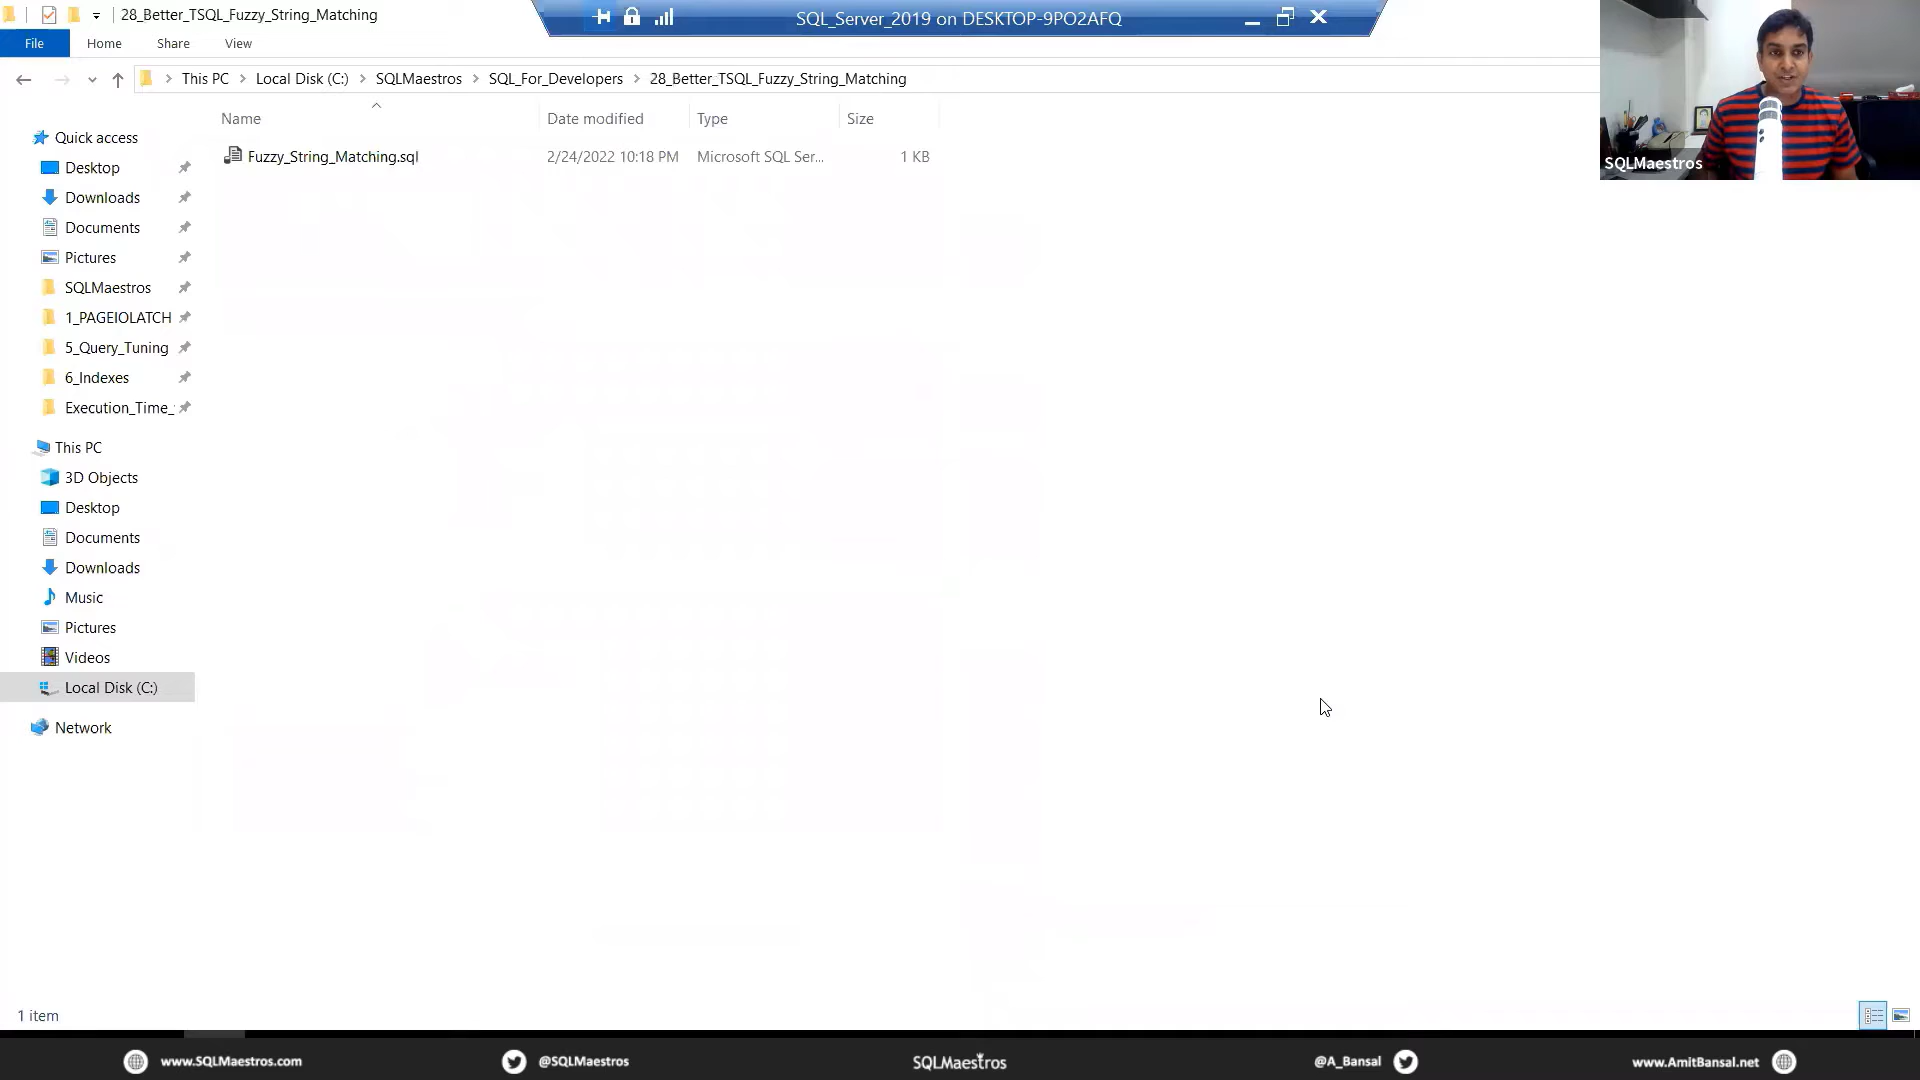 28_Better_TSQL_Fuzzy_String_Matching
SQL_Server_2019 on DESKTOP-9PO2AFQ
File Home Share View
This PC Local Disk (C:) SQLMaestros SQL_For_Developers 28_Better_TSQL_Fuzzy_String_Matching
SQLMaestros
Name Date modified Type Size
Fuzzy_String_Matching.sql 2/24/2022 10:18 PM Microsoft SQL Ser... 1 KB
Quick access
Desktop
Downloads
Documents
Pictures
SQLMaestros
1_PAGEIOLATCH
5_Query_Tuning
6_Indexes
Execution_Time_
This PC
3D Objects
Desktop
Documents
Downloads
Music
Pictures
Videos
Local Disk (C:)
Network
1 item
www.SQLMaestros.com @SQLMaestros SQLMaestros @A_Bansal www.AmitBansal.net